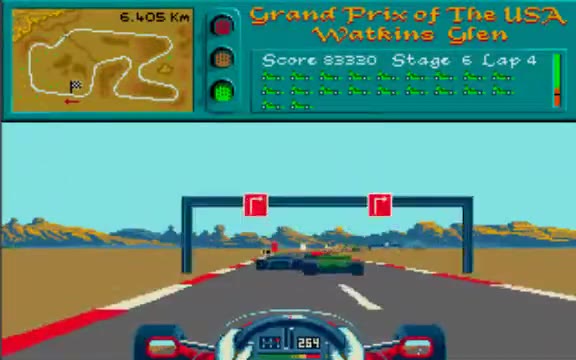 6.405 Km
Grand Prix of The USA
Watkins Glen
Score 83330 Stage 6 Lap 4
264